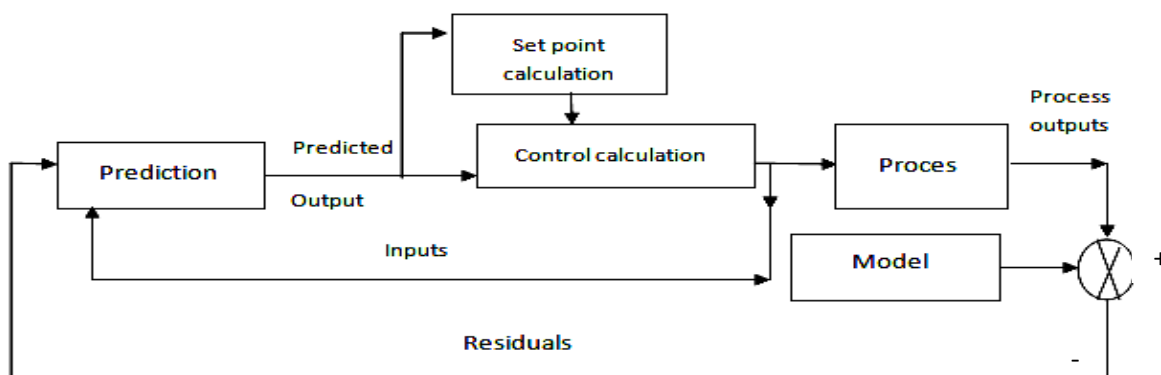 Set point
calculation
Process
outputs
Predicted
Control calculation
Prediction
Proces
Output
Inputs
Model
+
Residuals
-